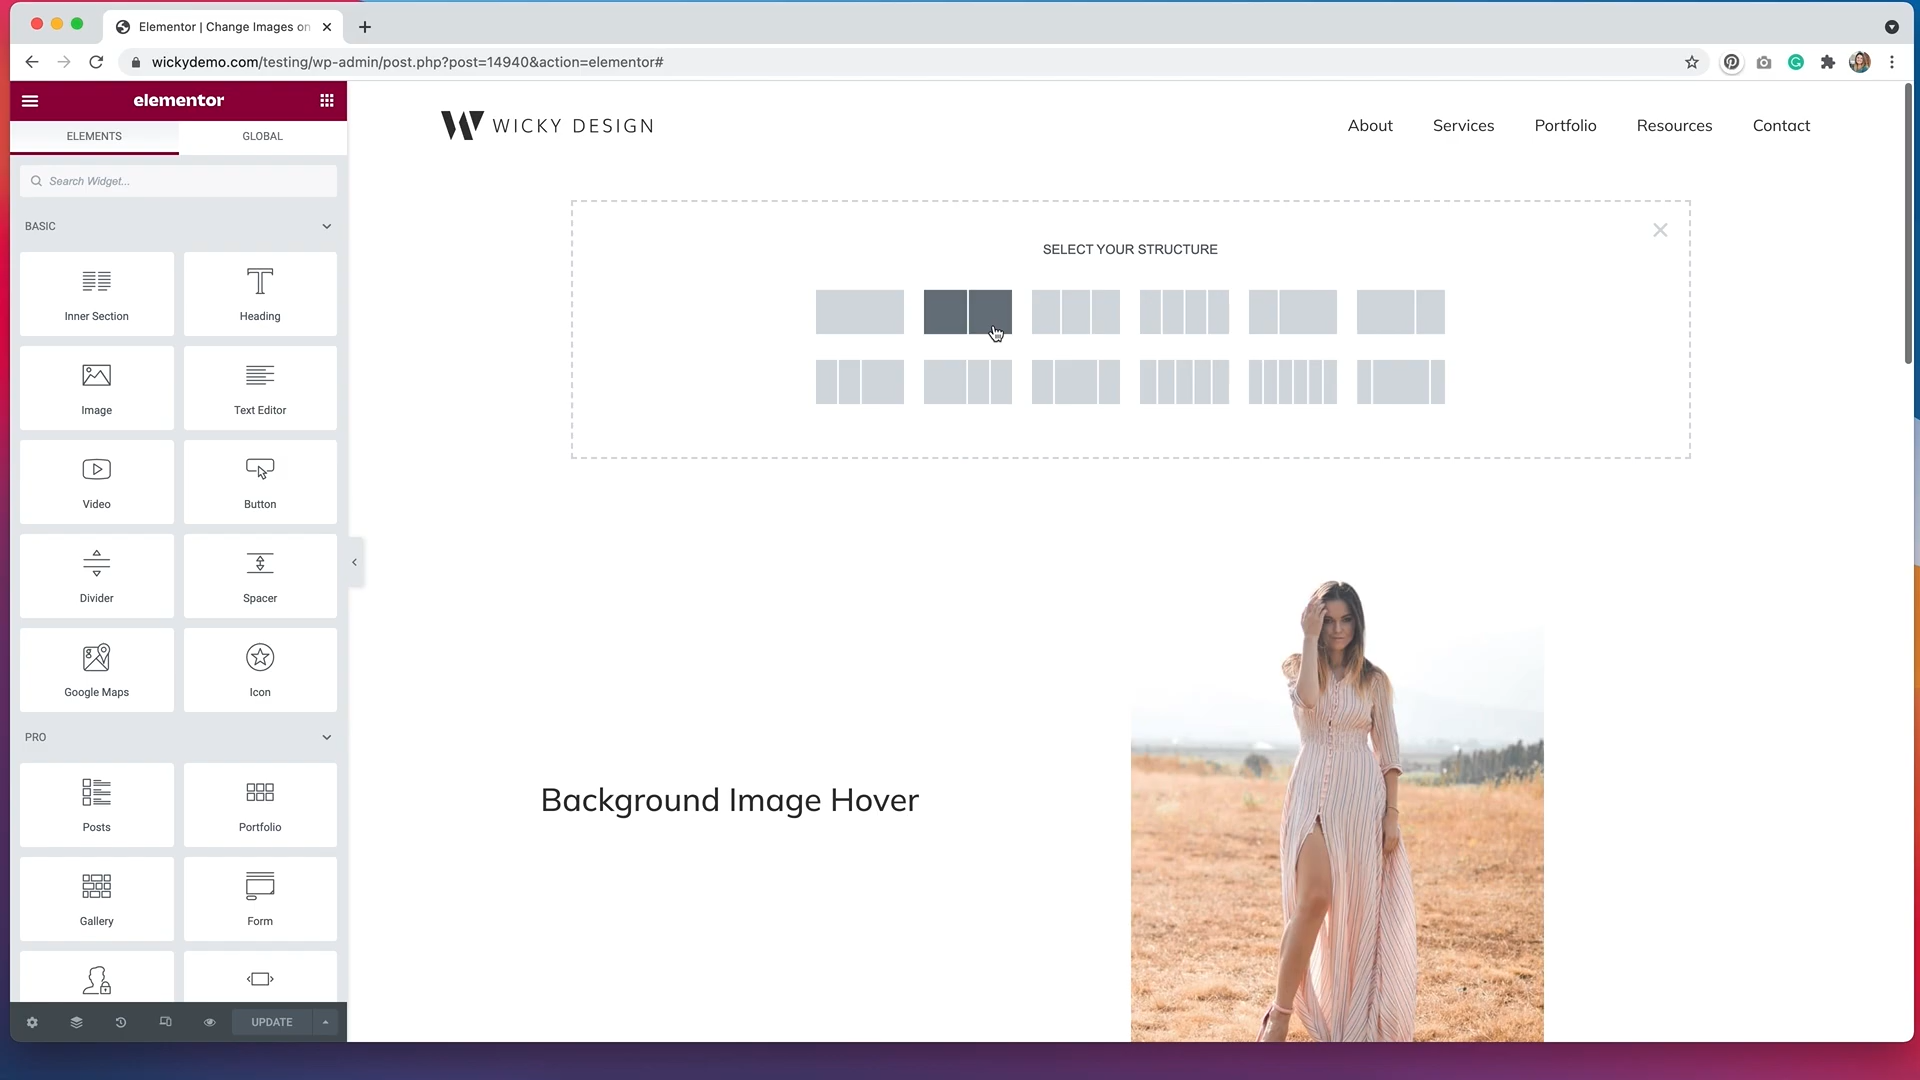 Elementor | Change Images on
wickydemo.com/testing/wp-admin/post.php?post=14940&action=elementor#
elementor
ELEMENTS
GLOBAL
Search Widget...
BASIC
Inner Section
Heading
Image
Text Editor
Video
Button
Divider
Spacer
Google Maps
Icon
PRO
Posts
Portfolio
Gallery
Form
UPDATE
W WICKY DESIGN
About
Services
Portfolio
Resources
Contact
SELECT YOUR STRUCTURE
Background Image Hover